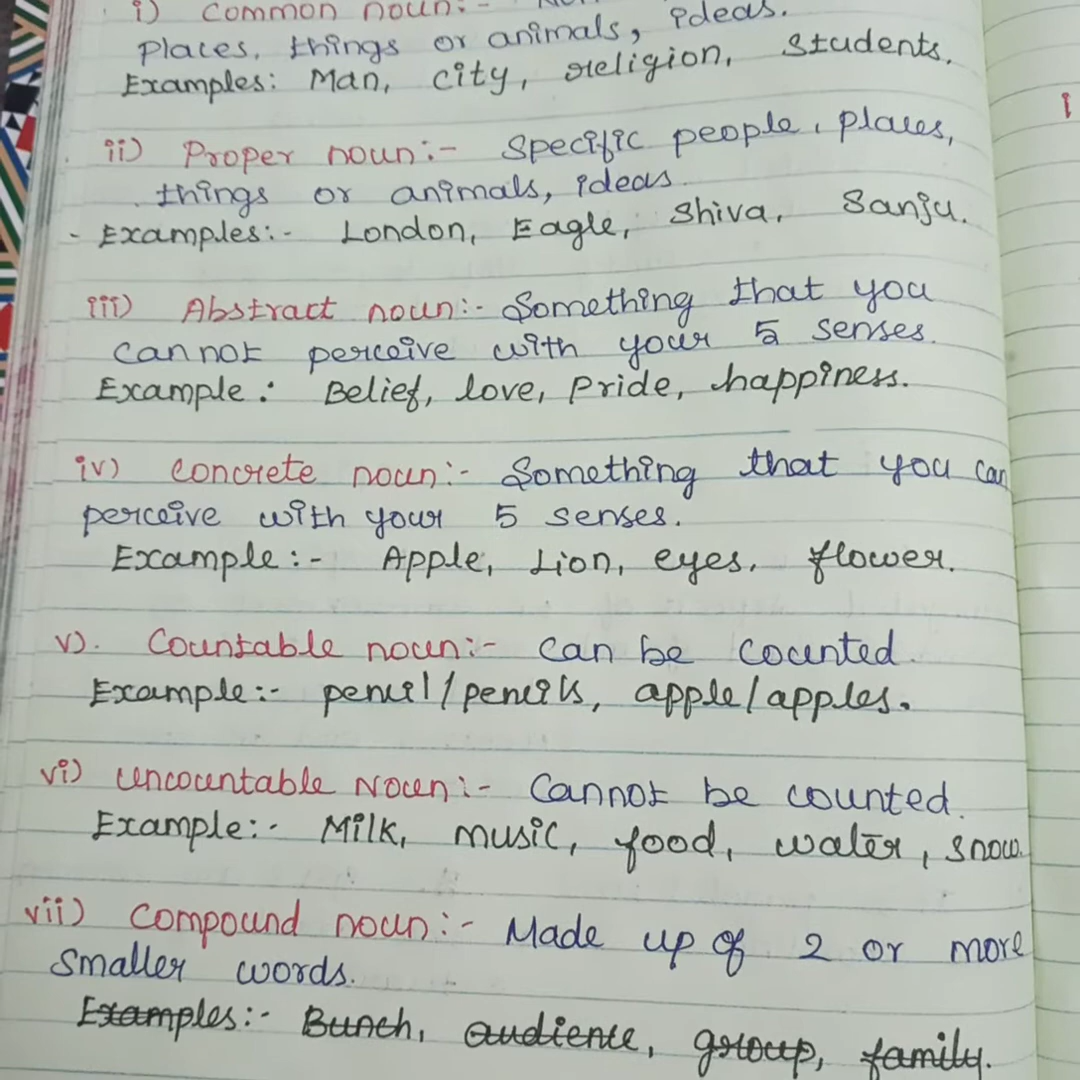 i) Common noun:-
places, things or animals, ideas.
Examples: Man, city, religion, students.
ii) Proper noun:- Specific people, places,
things or animals, ideas.
- Examples:- London, Eagle, Shiva, Sanju.
iii) Abstract noun:- Something that you
cannot perceive with your 5 senses.
Example: Belief, love, Pride, happiness.
iv) Concrete noun:- Something that you can
perceive with your 5 senses.
Example:- Apple, Lion, eyes, flower.
v). Countable noun:- Can be counted.
Example:- pencil/pencils, apple/apples.
vi) Uncountable Noun:- Cannot be counted.
Example:- Milk, music, food, water, snow.
vii) Compound noun:- Made up of 2 or more
smaller words.
Examples:- Bunch, audience, group, family.